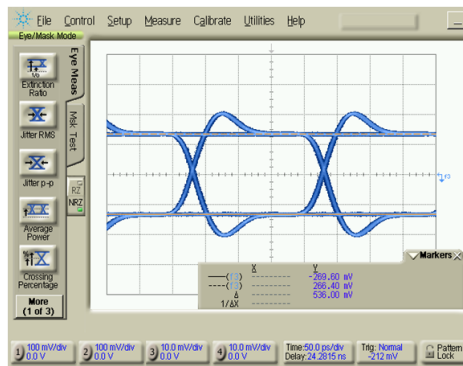 File Control Setup Measure Calibrate Utilities Help
Eye/Mask Mode
Eye Meas
Msk Test
Extinction
Ratio
Jitter RMS
Jitter p-p
RZ
NRZ
Average
Power
Crossing
Percentage
More
(1 of 3)
Markers
X Y
(T3) -269.60 mV
(T3) 266.40 mV
Δ 536.00 mV
1/ΔX
1 100 mV/div
0.0 V
2 100 mV/div
0.0 V
3 10.0 mV/div
0.0 V
4 10.0 mV/div
0.0 V
Time:50.0 ps/div
Delay:24.2815 ns
Trig: Normal
-212 mV
Pattern
Lock